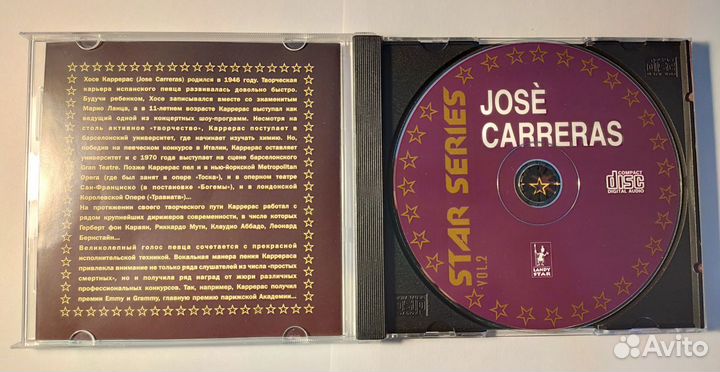 Хосе Каррерас (Jose Carreras) родился в 1946 году. Творческая
карьера испанского певца развивалась довольно быстро.
Будучи ребенком, Хосе записывался вместе со знаменитым
Марио Ланца, а в 11-летнем возрасте Каррерас выступал как
ведущий одной из концертных шоу-программ. Несмотря на
столь активное «творчество», Каррерас поступает в
барселонский университет, где начинает изучать химию. Но,
победив на певческом конкурсе в Италии, Каррерас оставляет
университет и с 1970 года выступает на сцене барселонского
Gran Teatre. Позже Каррерас пел и в нью-йоркской Metropolitan
Opera (где был занят в опере «Тоска»), и в оперном театре
Сан-Франциско (в постановке «Богемы»), и в лондонской
Королевской Опере («Травиата»)...
На протяжении своего творческого пути Каррерас работал с
рядом крупнейших дирижеров современности, в числе которых
Герберт фон Караян, Риккардо Мути, Клаудио Аббадо, Леонард
Бернстайн...
Великолепный голос певца сочетается с прекрасной
исполнительской техникой. Вокальная манера пения Каррераса
привлекла внимание не только ряда слушателей из числа «простых
смертных», но и получила ряд наград от жюри различных
профессиональных конкурсов. Так, например, Каррерас получил
премии Emmy и Grammy, главную премию парижской Академии...
STAR SERIES
VOL.2
JOSÈ
CARRERAS
COMPACT
disc
DIGITAL AUDIO
LANDY
STAR
Avito